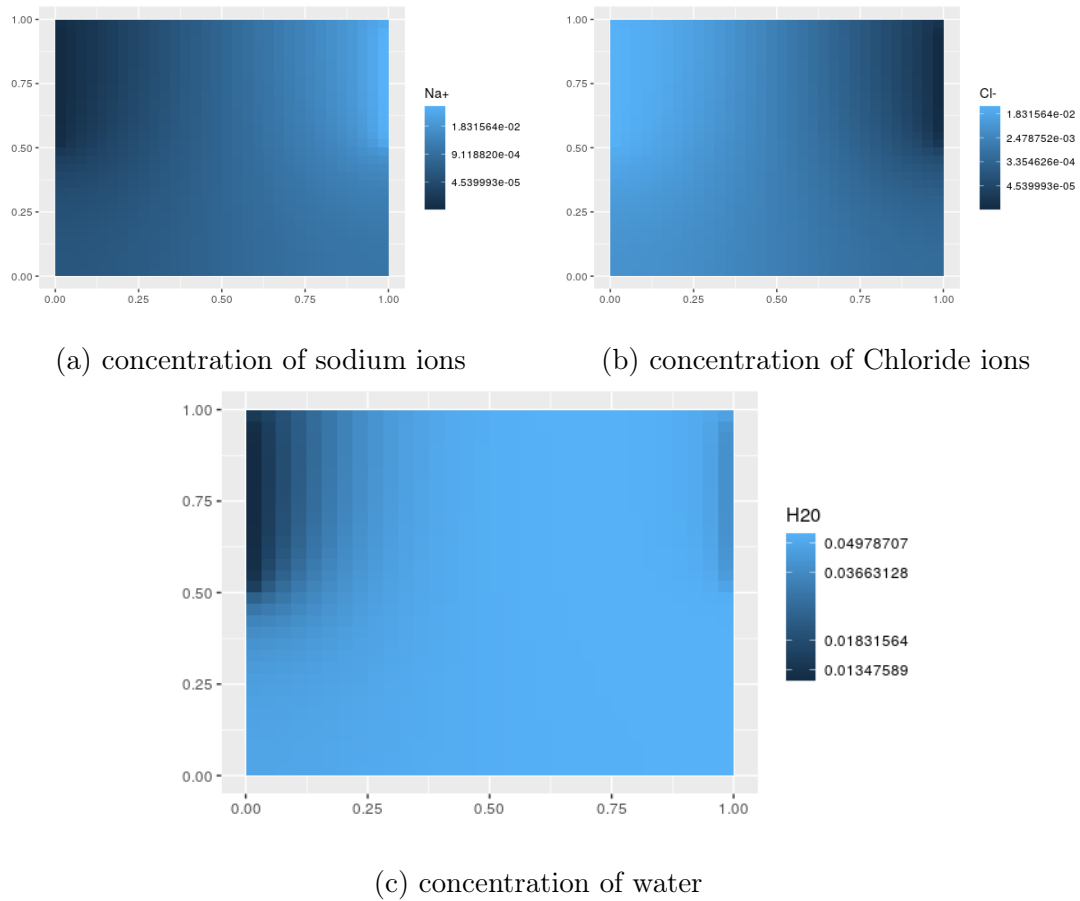 1.00
0.75
0.50
0.25
0.00
0.00 0.25 0.50 0.75 1.00
Na+
1.831564e-02
9.118820e-04
4.539993e-05
(a) concentration of sodium ions
1.00
0.75
0.50
0.25
0.00
0.00 0.25 0.50 0.75 1.00
Cl-
1.831564e-02
2.478752e-03
3.354626e-04
4.539993e-05
(b) concentration of Chloride ions
1.00
0.75
0.50
0.25
0.00
0.00 0.25 0.50 0.75 1.00
H20
0.04978707
0.03663128
0.01831564
0.01347589
(c) concentration of water